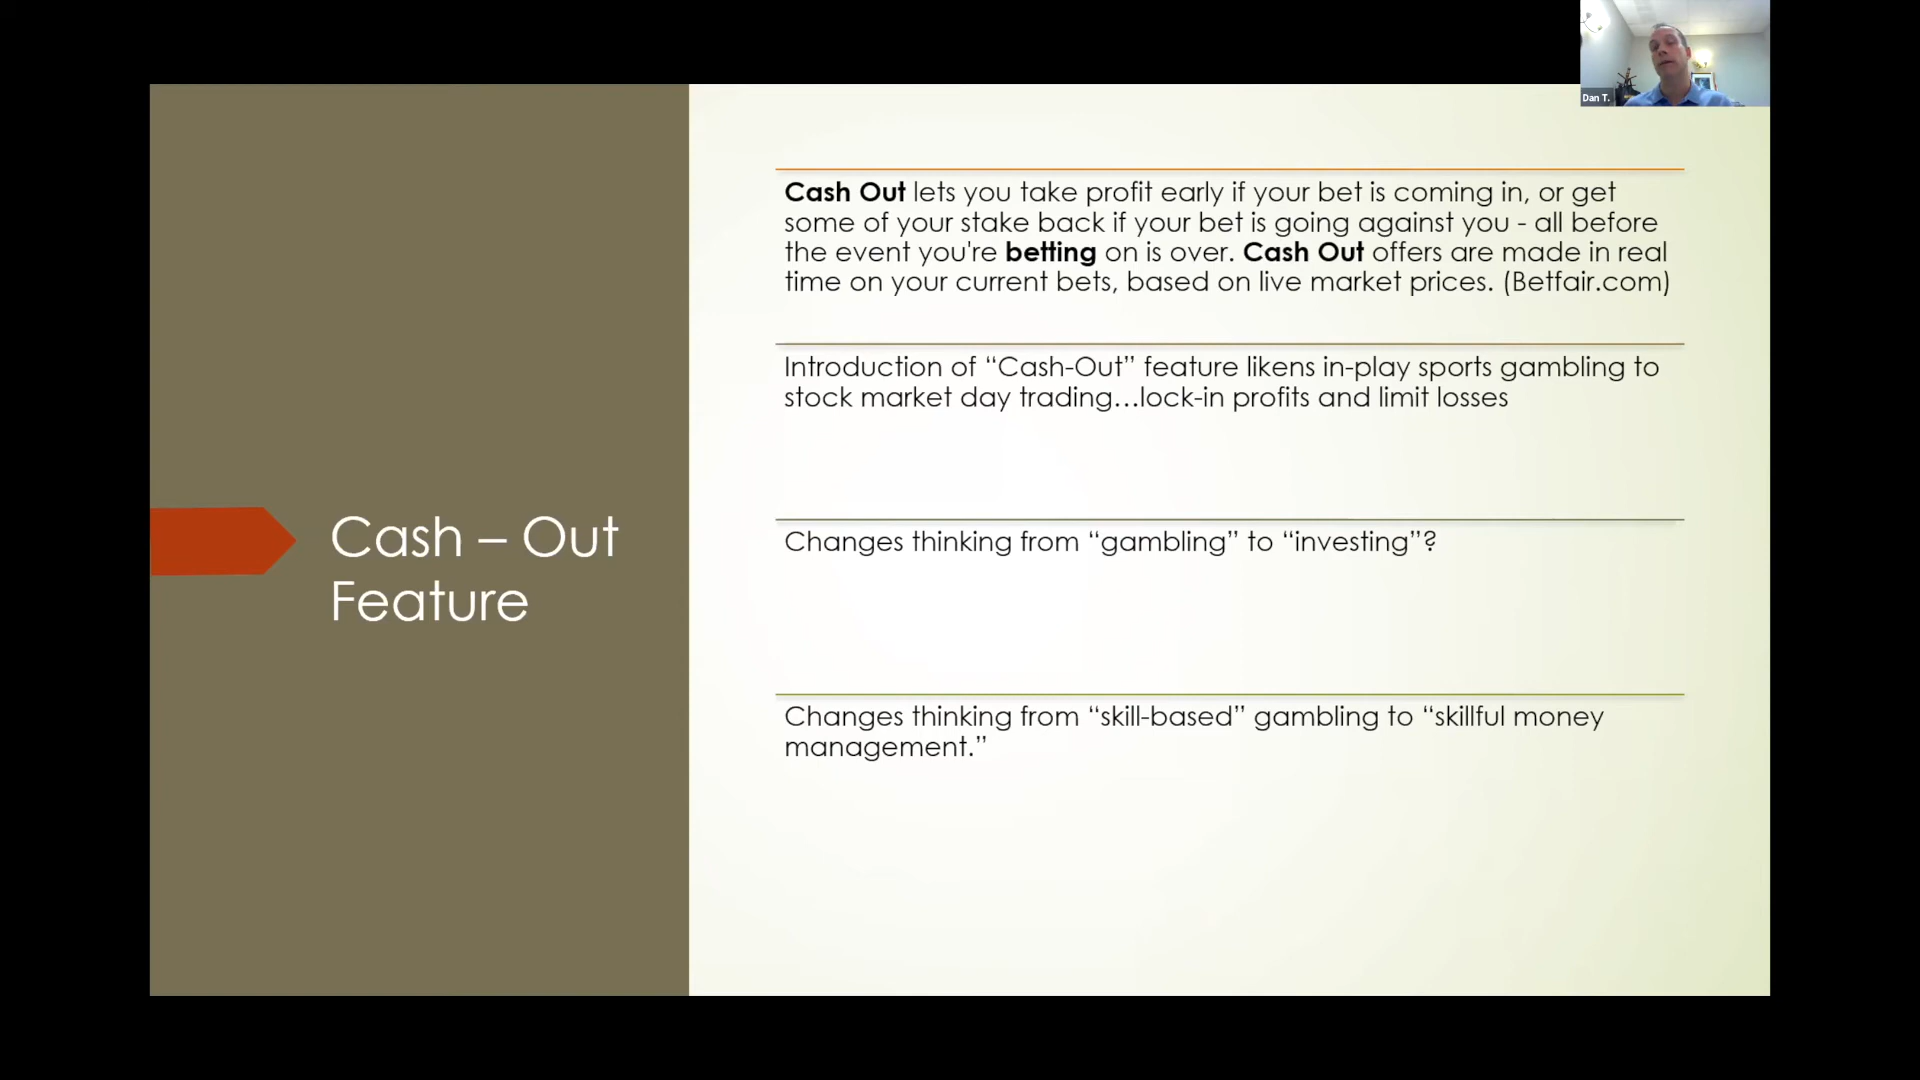 Dan T.
Cash Out lets you take profit early if your bet is coming in, or get
some of your stake back if your bet is going against you - all before
the event you're betting on is over. Cash Out offers are made in real
time on your current bets, based on live market prices. (Betfair.com)
Introduction of “Cash-Out” feature likens in-play sports gambling to
stock market day trading…lock-in profits and limit losses
Changes thinking from “gambling” to “investing”?
Changes thinking from “skill-based” gambling to “skillful money
management.”
Cash – Out
Feature